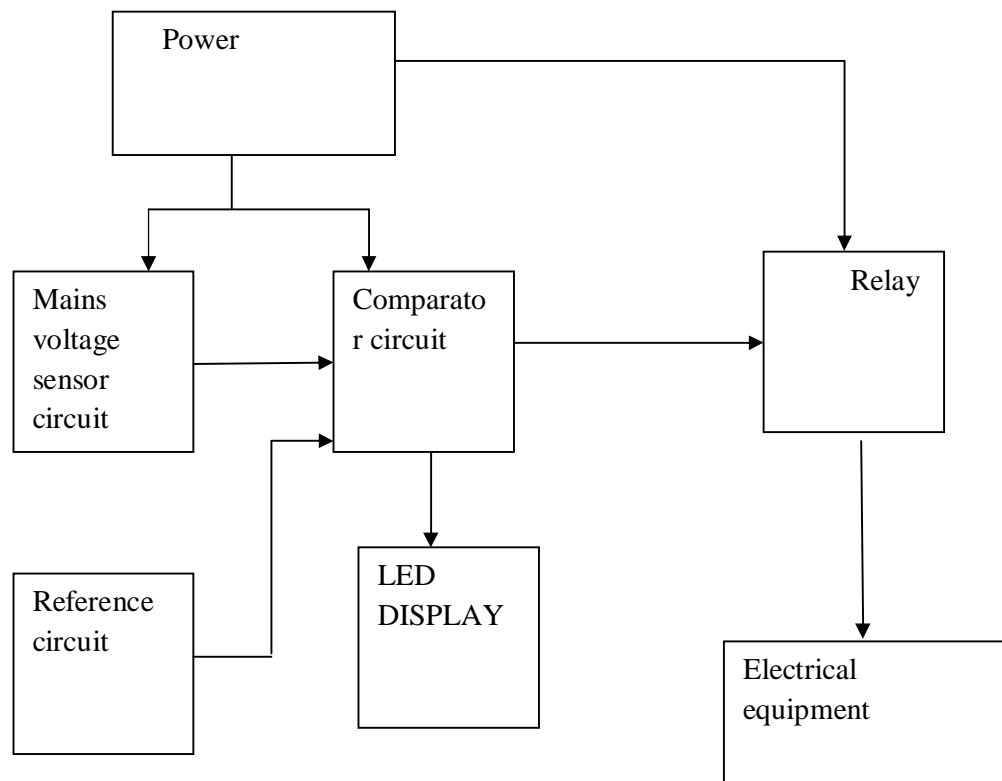 Power
Mains
voltage
sensor
circuit
Comparato
r circuit
Relay
Reference
circuit
LED
DISPLAY
Electrical
equipment